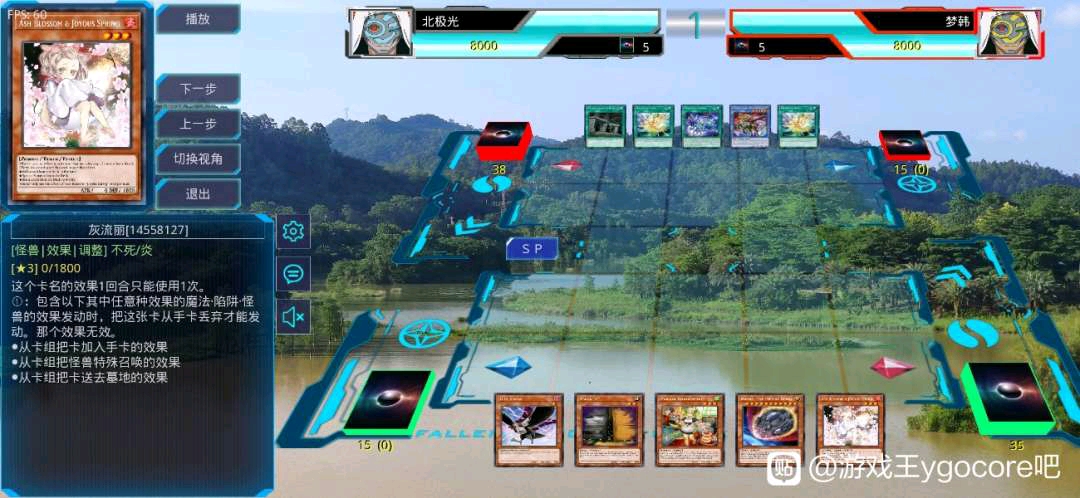 FPS: 60
ASH BLOSSOM & JOYOUS SPRING
播放
下一步
上一步
切换视角
退出
北极光
8000
5
1
梦韩
5
8000
38
15 (0)
S P
灰流丽[14558127]
[怪兽|效果|调整] 不死/炎
[★3] 0/1800
这个卡名的效果1回合只能使用1次。
①：包含以下其中任意种效果的魔法·陷阱·怪
兽的效果发动时，把这张卡从手卡丢弃才能发
动。那个效果无效。
●从卡组把卡加入手卡的效果
●从卡组把怪兽特殊召唤的效果
●从卡组把卡送去墓地的效果
15 (0)
35
贴 @游戏王ygocore吧